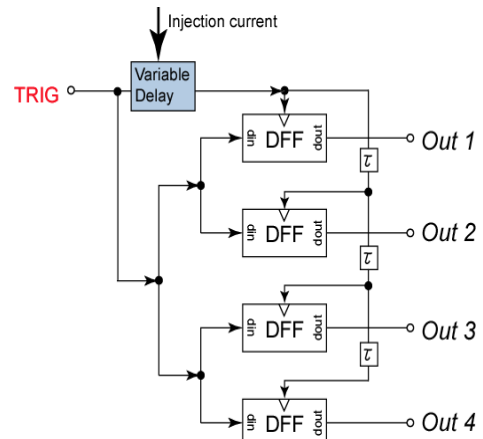 Injection current
TRIG
Variable
Delay
din
DFF
dout
Out 1
τ
din
DFF
dout
Out 2
τ
din
DFF
dout
Out 3
τ
din
DFF
dout
Out 4